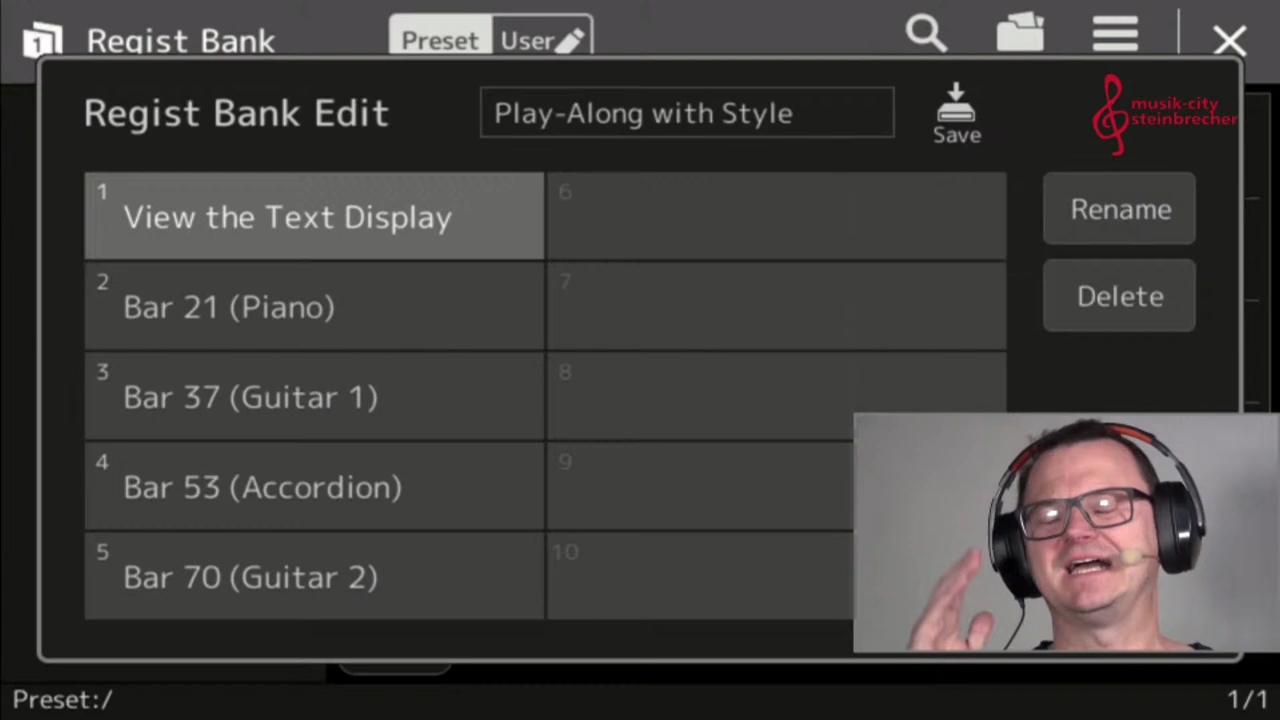 1
Regist Bank
Preset
User
Regist Bank Edit
Play-Along with Style
Save
musik-city
steinbrecher
1
View the Text Display
6
Rename
2
Bar 21 (Piano)
7
Delete
3
Bar 37 (Guitar 1)
8
4
Bar 53 (Accordion)
9
5
Bar 70 (Guitar 2)
10
Preset:/
1/1